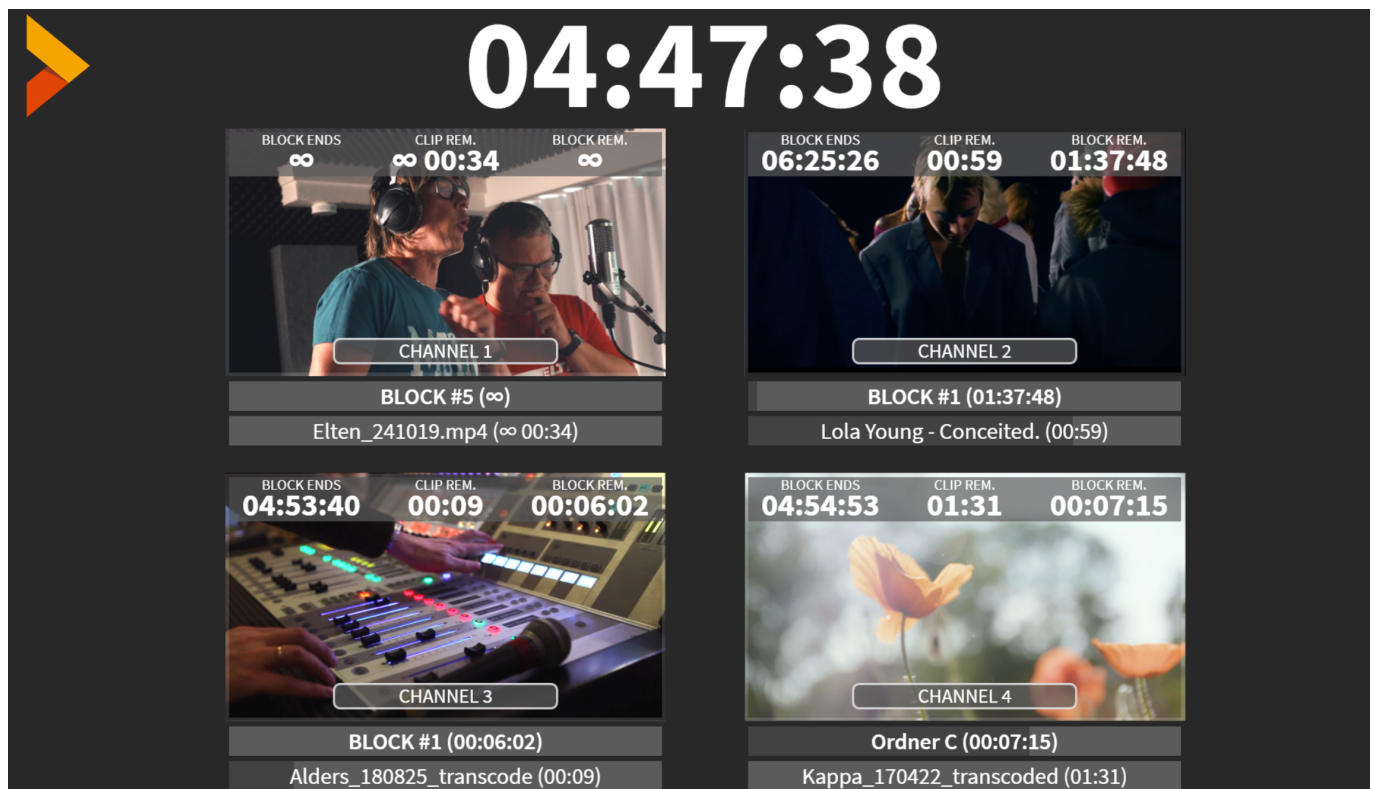 04:47:38
BLOCK ENDS CLIP REM. BLOCK REM.
∞ ∞ 00:34 ∞
CHANNEL 1
BLOCK #5 (∞)
Elten_241019.mp4 (∞ 00:34)
BLOCK ENDS CLIP REM. BLOCK REM.
06:25:26 00:59 01:37:48
CHANNEL 2
BLOCK #1 (01:37:48)
Lola Young - Conceited. (00:59)
BLOCK ENDS CLIP REM. BLOCK REM.
04:53:40 00:09 00:06:02
CHANNEL 3
BLOCK #1 (00:06:02)
Alders_180825_transcode (00:09)
BLOCK ENDS CLIP REM. BLOCK REM.
04:54:53 01:31 00:07:15
CHANNEL 4
Ordner C (00:07:15)
Kappa_170422_transcoded (01:31)